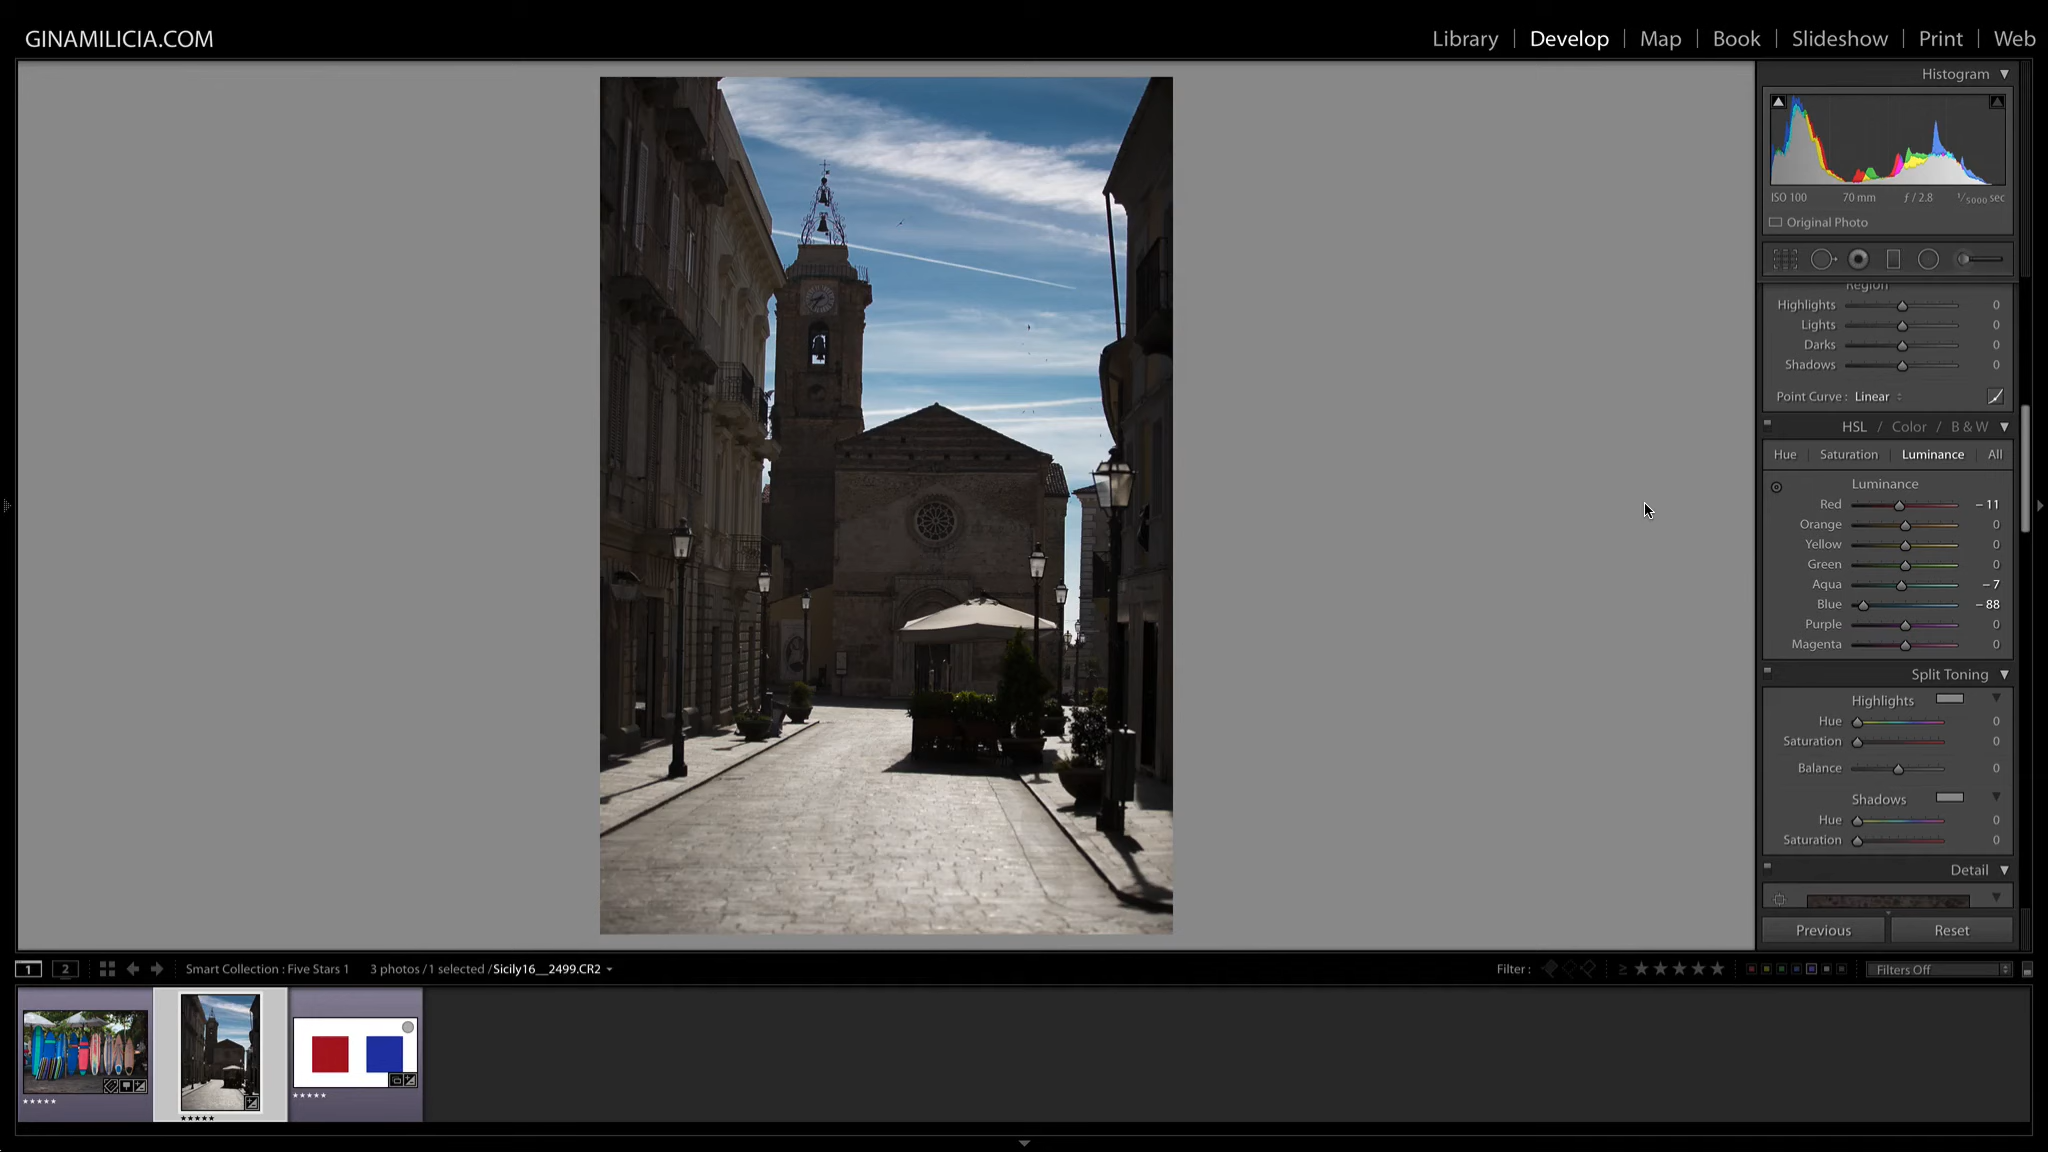 GINAMILICIA.COM
Library | Develop | Map | Book | Slideshow | Print | Web
Histogram
ISO 100 70 mm ƒ / 2.8 1/5000 sec
Original Photo
Region
Highlights 0
Lights 0
Darks 0
Shadows 0
Point Curve : Linear
HSL / Color / B & W
Hue | Saturation | Luminance | All
Luminance
Red - 11
Orange 0
Yellow 0
Green 0
Aqua - 7
Blue - 88
Purple 0
Magenta 0
Split Toning
Highlights
Hue 0
Saturation 0
Balance 0
Shadows
Hue 0
Saturation 0
Detail
Previous Reset
1 2 Smart Collection : Five Stars 1 3 photos / 1 selected / Sicily16__2499.CR2 Filter : ≥ ★★★★★ Filters Off